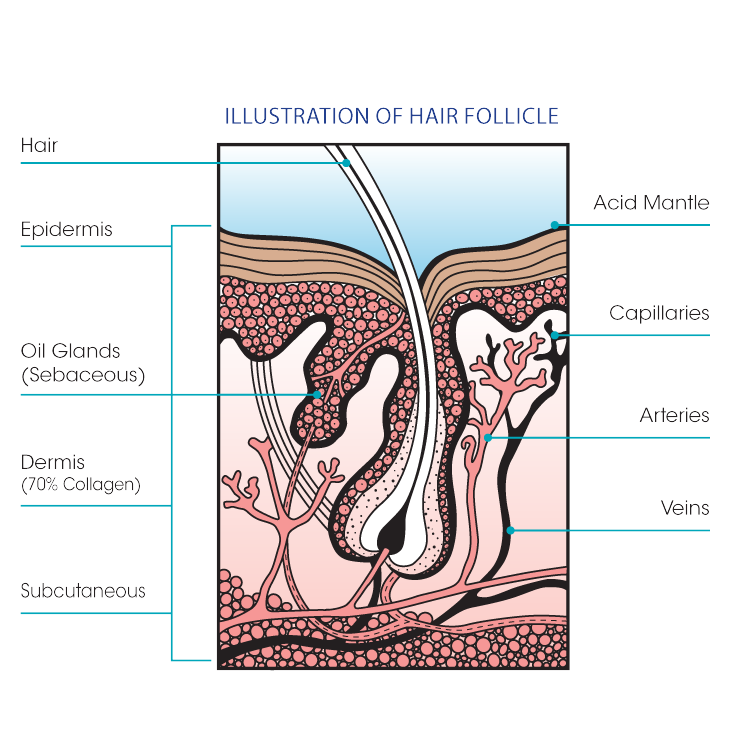 ILLUSTRATION OF HAIR FOLLICLE
Hair
Epidermis
Oil Glands
(Sebaceous)
Dermis
(70% Collagen)
Subcutaneous
Acid Mantle
Capillaries
Arteries
Veins